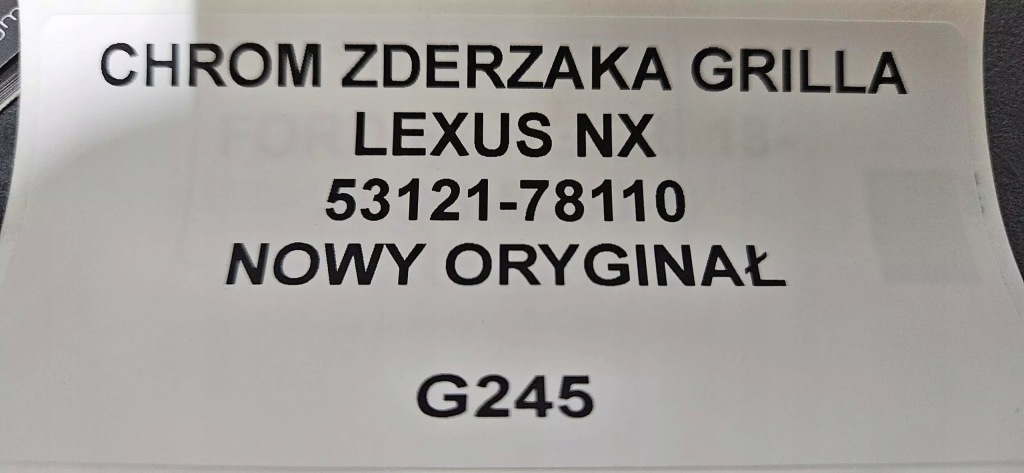 CHROM ZDERZAKA GRILLA
LEXUS NX
53121-78110
NOWY ORYGINAŁ
G245